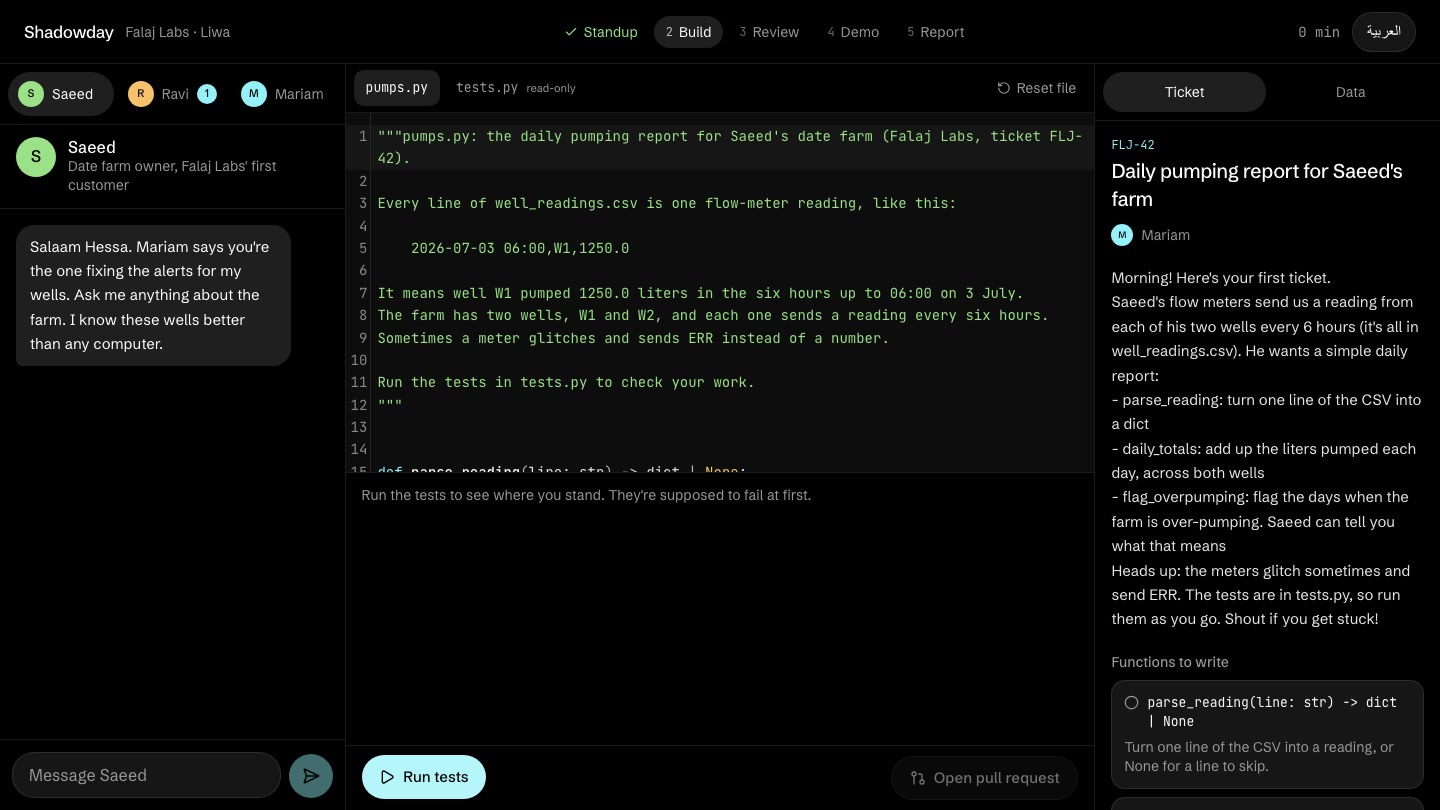 Shadowday Falaj Labs · Liwa
Standup
2 Build
3 Review
4 Demo
5 Report
0 min
العربية
S Saeed
R Ravi 1
M Mariam
S
Saeed
Date farm owner, Falaj Labs' first
customer
Salaam Hessa. Mariam says you're
the one fixing the alerts for my
wells. Ask me anything about the
farm. I know these wells better
than any computer.
Message Saeed
pumps.py
tests.py read-only
Reset file
1 """pumps.py: the daily pumping report for Saeed's date farm (Falaj Labs, ticket FLJ-
42).
2
3 Every line of well_readings.csv is one flow-meter reading, like this:
4
5 2026-07-03 06:00,W1,1250.0
6
7 It means well W1 pumped 1250.0 liters in the six hours up to 06:00 on 3 July.
8 The farm has two wells, W1 and W2, and each one sends a reading every six hours.
9 Sometimes a meter glitches and sends ERR instead of a number.
10
11 Run the tests in tests.py to check your work.
12 """
13
14
15 def parse_reading(line: str) -> dict | None:
Run the tests to see where you stand. They're supposed to fail at first.
Run tests
Open pull request
Ticket
Data
FLJ-42
Daily pumping report for Saeed's
farm
M Mariam
Morning! Here's your first ticket.
Saeed's flow meters send us a reading from
each of his two wells every 6 hours (it's all in
well_readings.csv). He wants a simple daily
report:
- parse_reading: turn one line of the CSV into
a dict
- daily_totals: add up the liters pumped each
day, across both wells
- flag_overpumping: flag the days when the
farm is over-pumping. Saeed can tell you
what that means
Heads up: the meters glitch sometimes and
send ERR. The tests are in tests.py, so run
them as you go. Shout if you get stuck!
Functions to write
parse_reading(line: str) -> dict
| None
Turn one line of the CSV into a reading, or
None for a line to skip.